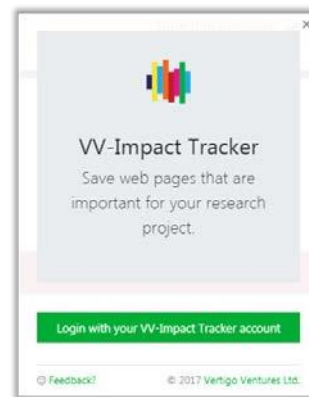 ×
VV-Impact Tracker
Save web pages that are
important for your research
project.
Login with your VV-Impact Tracker account
☺ Feedback?
© 2017 Vertigo Ventures Ltd.